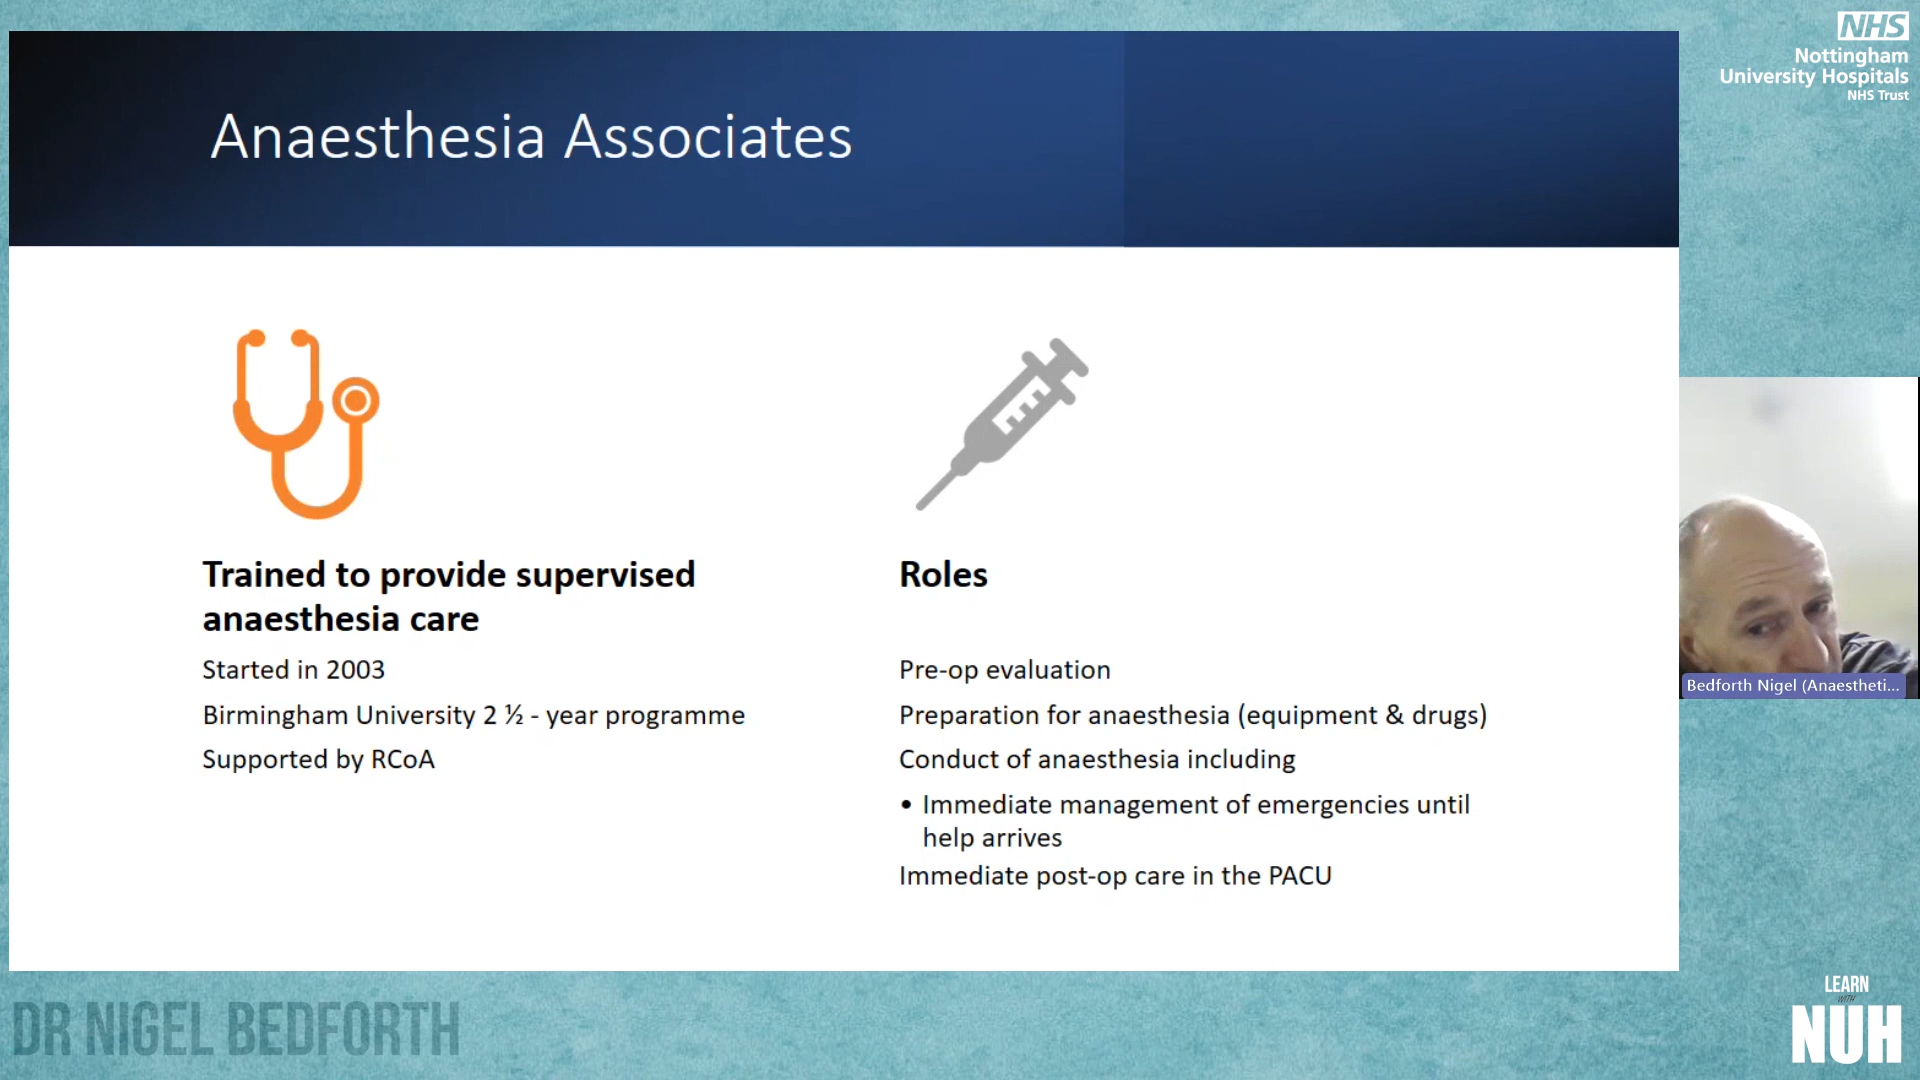 NHS
Nottingham
University Hospitals
NHS Trust
Anaesthesia Associates
Trained to provide supervised
anaesthesia care
Started in 2003
Birmingham University 2 ½ - year programme
Supported by RCoA
Roles
Pre-op evaluation
Preparation for anaesthesia (equipment & drugs)
Conduct of anaesthesia including
• Immediate management of emergencies until
help arrives
Immediate post-op care in the PACU
Bedforth Nigel (Anaestheti...
DR NIGEL BEDFORTH
LEARN
WITH
NUH